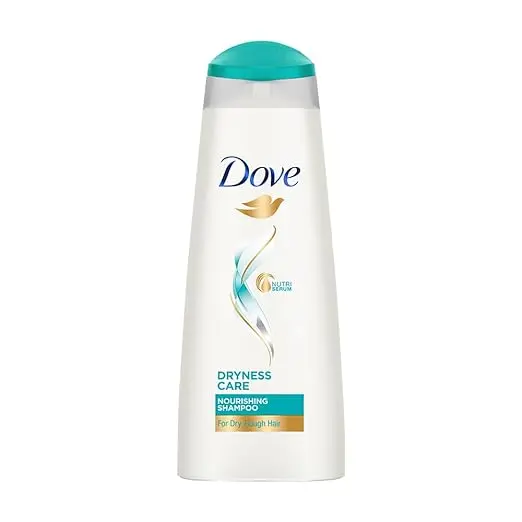 Dove
NUTRI
SERUM
DRYNESS
CARE
NOURISHING
SHAMPOO
For Dry, Rough Hair